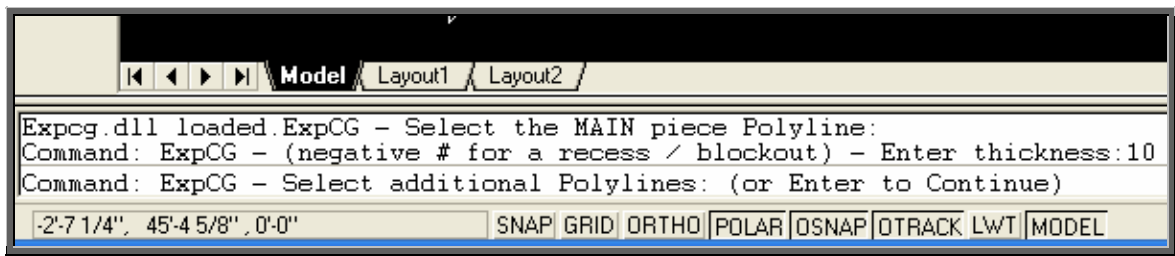 Model Layout1 Layout2
Expcg.dll loaded.ExpCG - Select the MAIN piece Polyline:
Command: ExpCG - (negative # for a recess / blockout) - Enter thickness:10
Command: ExpCG - Select additional Polylines: (or Enter to Continue)
-2'-7 1/4", 45'-4 5/8" , 0'-0" SNAP GRID ORTHO POLAR OSNAP OTRACK LWT MODEL